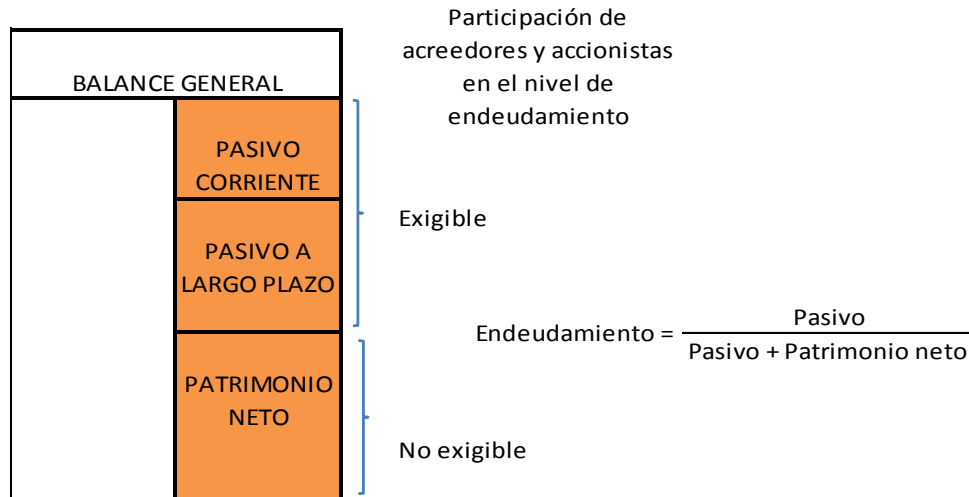 Participación de
acreedores y accionistas
en el nivel de
endeudamiento
BALANCE GENERAL
PASIVO
CORRIENTE
Exigible
PASIVO A
LARGO PLAZO
Endeudamiento = Pasivo
Pasivo + Patrimonio neto
PATRIMONIO
NETO
No exigible